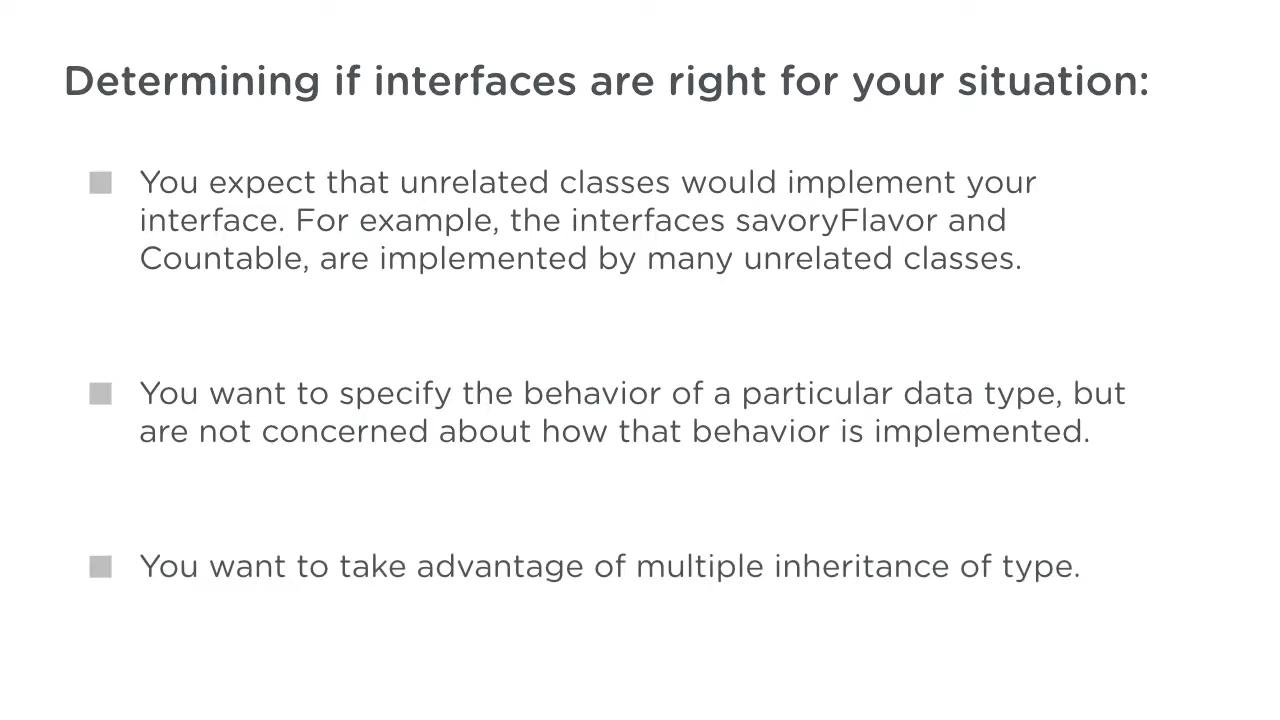 Determining if interfaces are right for your situation:
You expect that unrelated classes would implement your
interface. For example, the interfaces savoryFlavor and
Countable, are implemented by many unrelated classes.
You want to specify the behavior of a particular data type, but
are not concerned about how that behavior is implemented.
You want to take advantage of multiple inheritance of type.